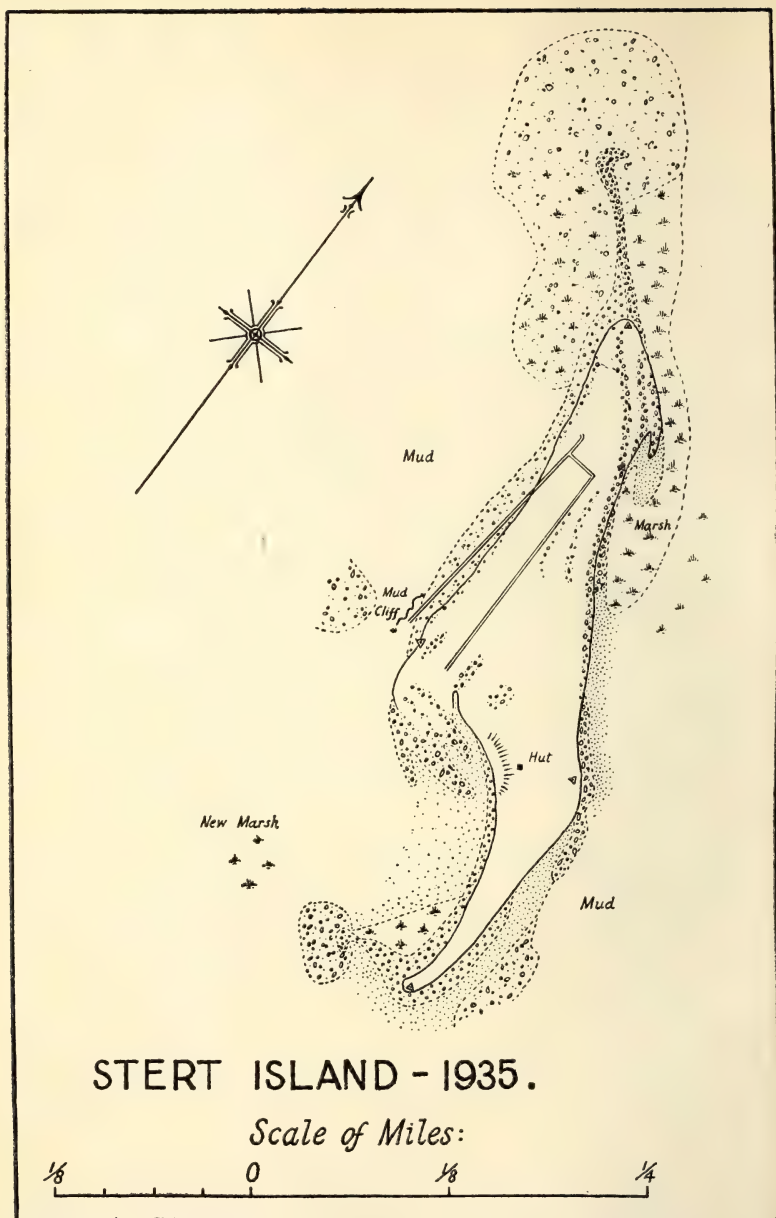 Mud
Marsh
Mud
Cliff
Hut
New Marsh
Mud
STERT ISLAND - 1935.
Scale of Miles:
1/8 0 1/8 1/4